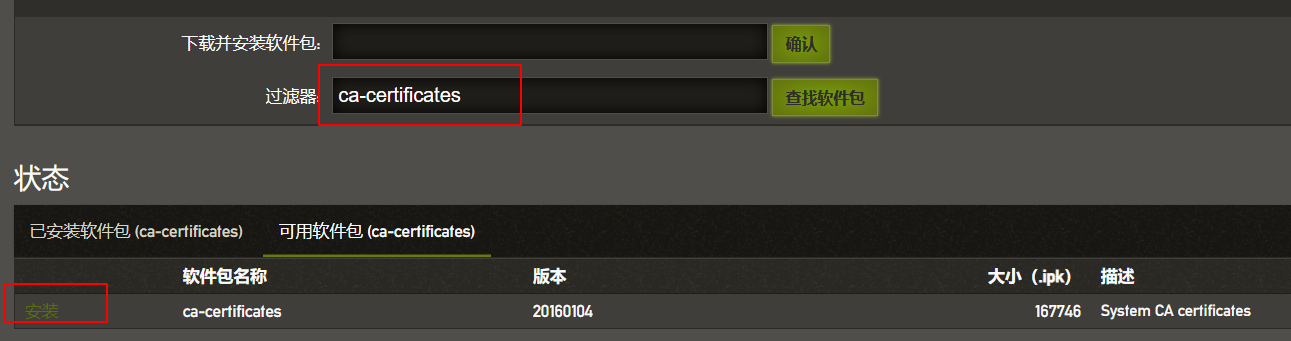 下载并安装软件包: 确认
过滤器: ca-certificates 查找软件包
状态
已安装软件包 (ca-certificates) 可用软件包 (ca-certificates)
软件包名称 版本 大小 (.ipk) 描述
安装 ca-certificates 20160104 167746 System CA certificates